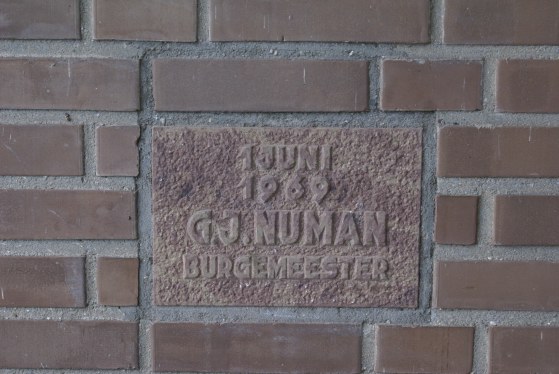 1 JUNI
1969
G.J. NUMAN
BURGEMEESTER